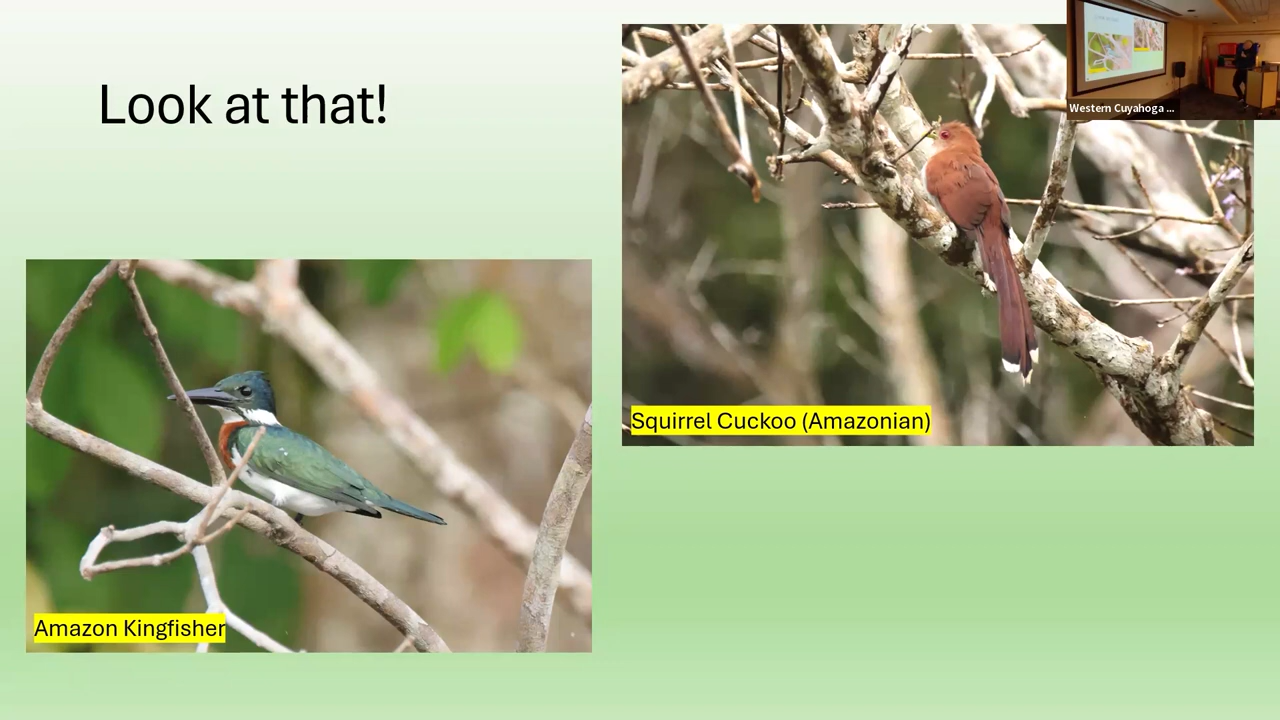 Look at that!
Western Cuyahoga ...
Squirrel Cuckoo (Amazonian)
Amazon Kingfisher